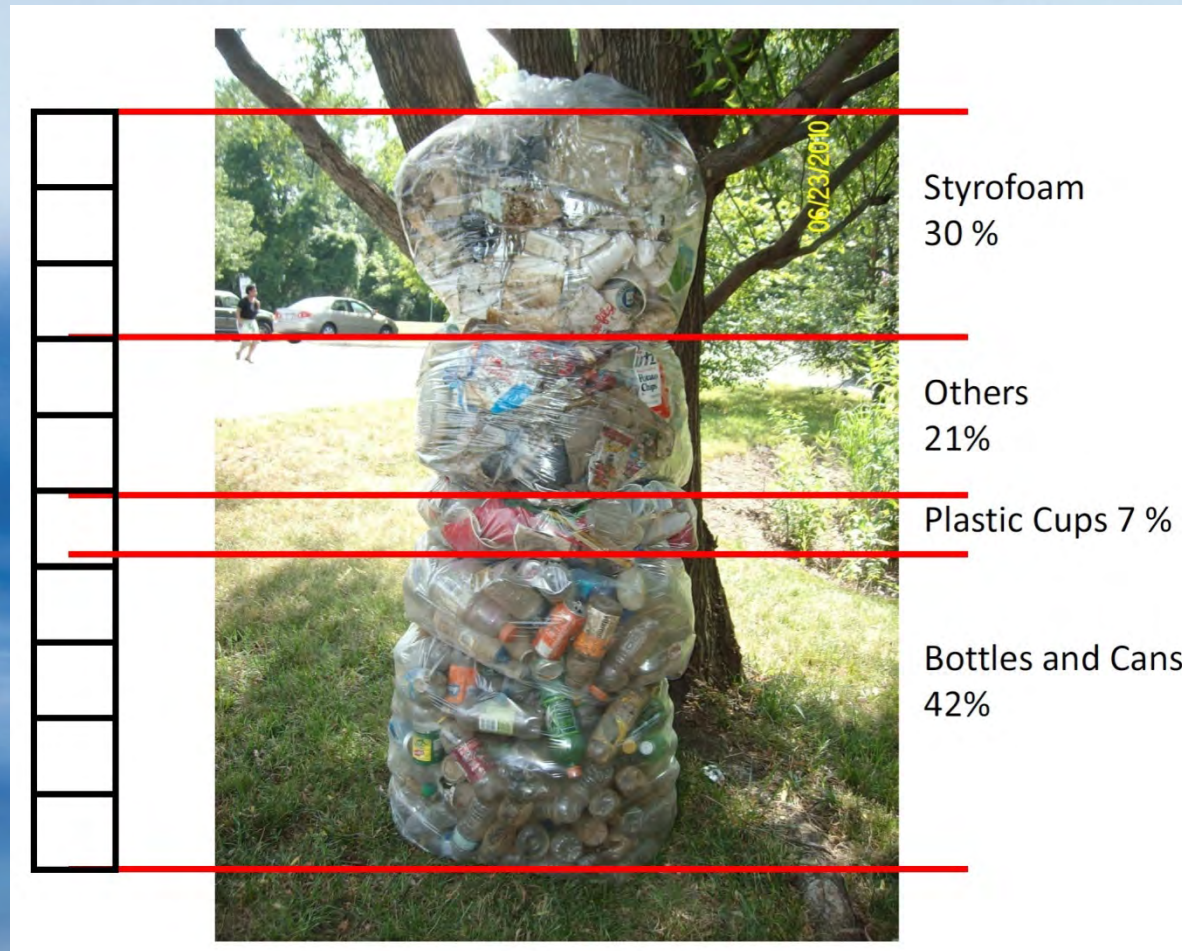 06/23/2010
Styrofoam
30 %
Others
21%
Plastic Cups 7 %
Bottles and Cans
42%